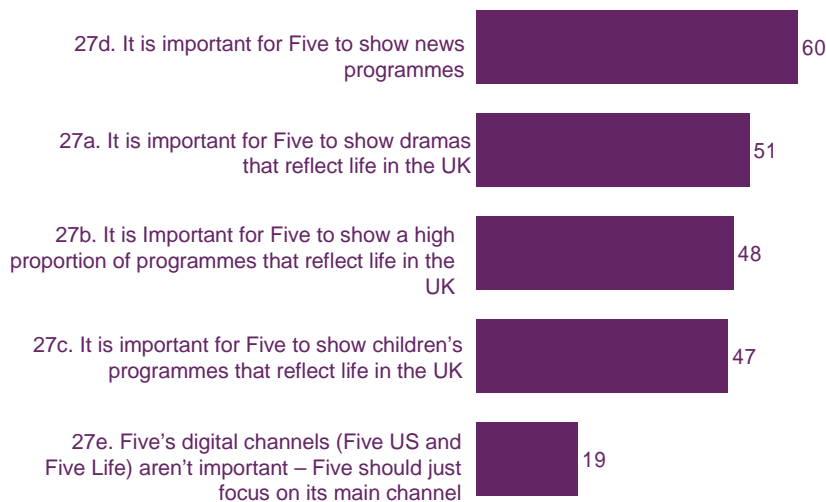 27d. It is important for Five to show news
programmes
60
27a. It is important for Five to show dramas
that reflect life in the UK
51
27b. It is Important for Five to show a high
proportion of programmes that reflect life in the
UK
48
27c. It is important for Five to show children’s
programmes that reflect life in the UK
47
27e. Five’s digital channels (Five US and
Five Life) aren’t important – Five should just
focus on its main channel
19